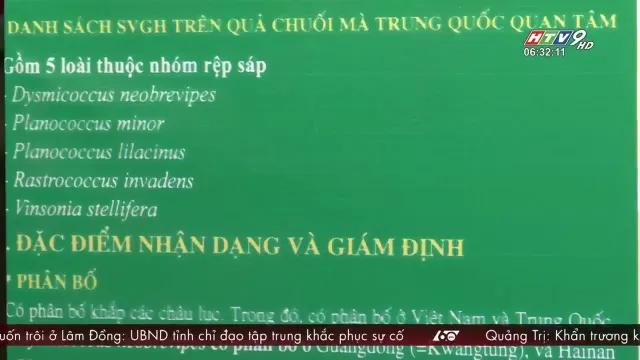 DANH SÁCH SVGH TRÊN QUẢ CHUỐI MÀ TRUNG QUỐC QUAN TÂM
HTV9 HD
06:32:11
Gồm 5 loài thuộc nhóm rệp sáp
- Dysmicoccus neobrevipes
- Planococcus minor
- Planococcus lilacinus
- Rastrococcus invadens
- Vinsonia stellifera
. ĐẶC ĐIỂM NHẬN DẠNG VÀ GIÁM ĐỊNH
* PHÂN BỐ
Có phân bố khắp các châu lục. Trong đó, có phân bố ở Việt Nam và Trung Quốc
uốn trôi ở Lâm Đồng: UBND tỉnh chỉ đạo tập trung khắc phục sự cố 60 Quảng Trị: Khẩn trương k
có phân bố ở Guangdong (=Kwangtung), và Hainan